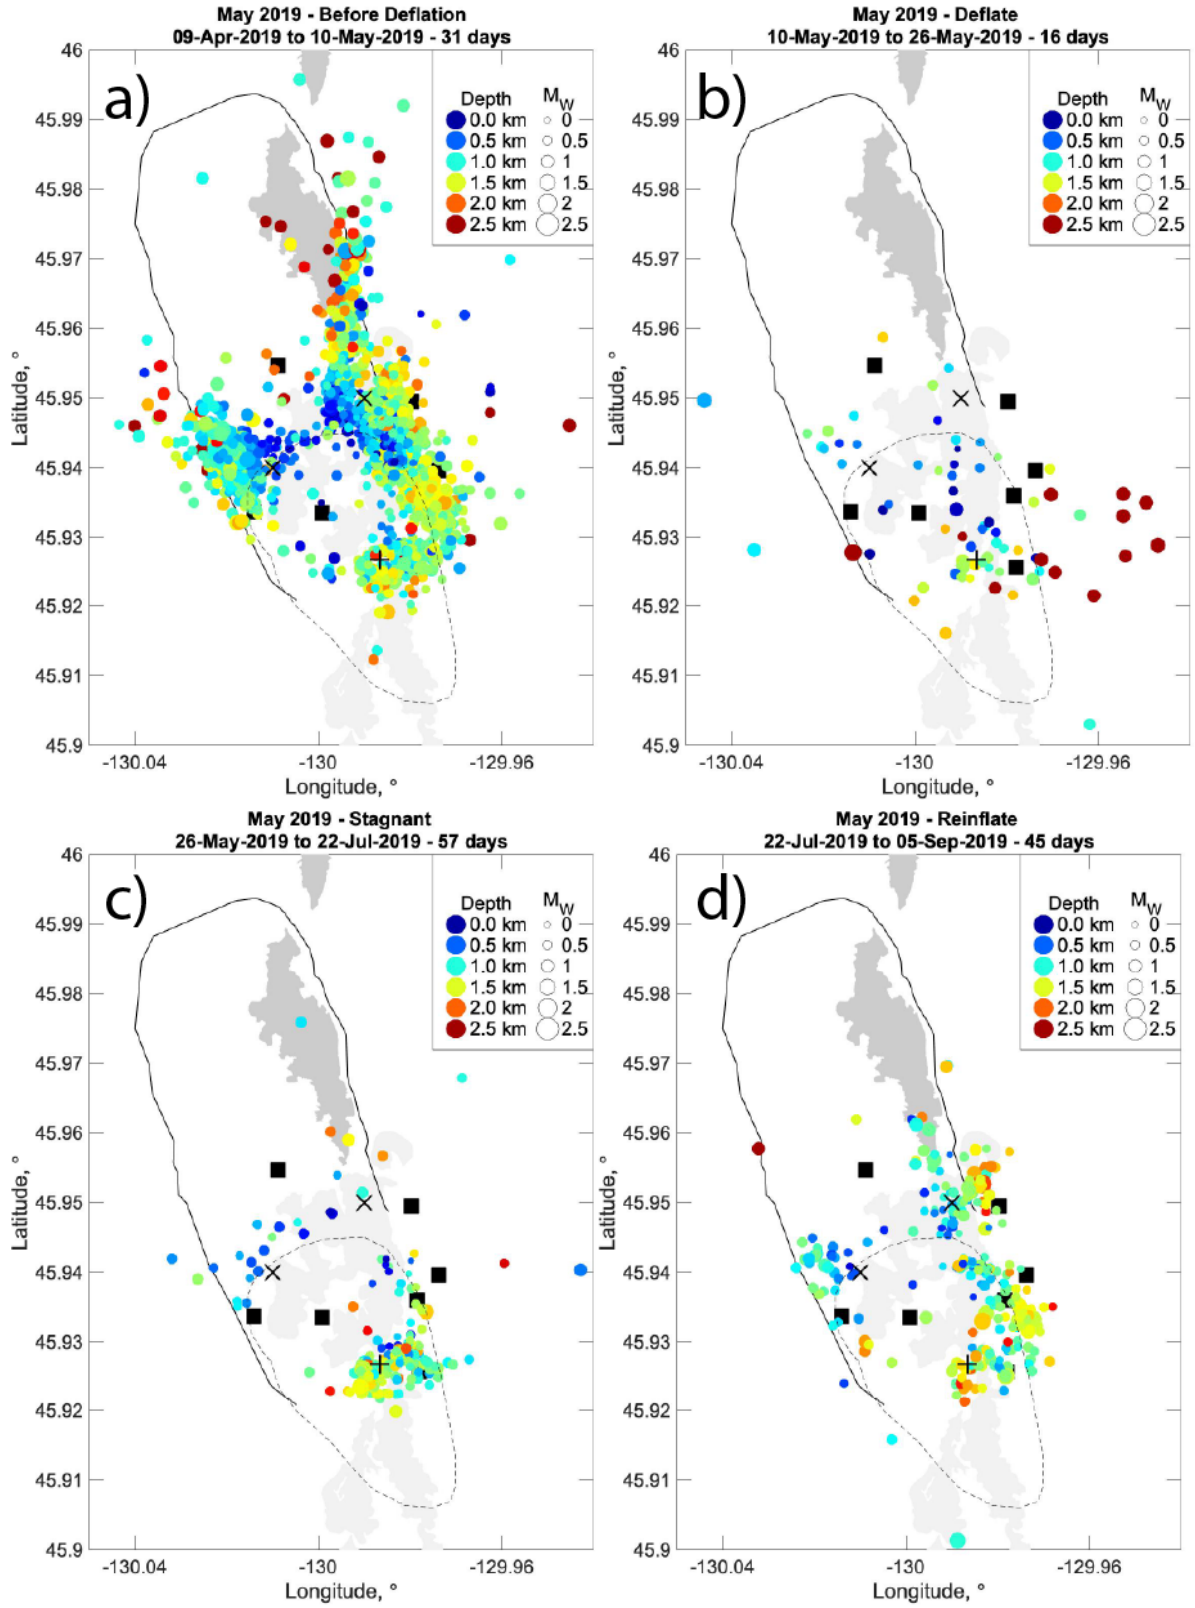 May 2019 - Before Deflation
09-Apr-2019 to 10-May-2019 - 31 days
a)
Depth M_W
0.0 km 0
0.5 km 0.5
1.0 km 1
1.5 km 1.5
2.0 km 2
2.5 km 2.5
46
45.99
45.98
45.97
45.96
45.95
45.94
45.93
45.92
45.91
45.9
Latitude, °
-130.04 -130 -129.96
Longitude, °
May 2019 - Deflate
10-May-2019 to 26-May-2019 - 16 days
b)
Depth M_W
0.0 km 0
0.5 km 0.5
1.0 km 1
1.5 km 1.5
2.0 km 2
2.5 km 2.5
46
45.99
45.98
45.97
45.96
45.95
45.94
45.93
45.92
45.91
45.9
Latitude, °
-130.04 -130 -129.96
Longitude, °
May 2019 - Stagnant
26-May-2019 to 22-Jul-2019 - 57 days
c)
Depth M_W
0.0 km 0
0.5 km 0.5
1.0 km 1
1.5 km 1.5
2.0 km 2
2.5 km 2.5
46
45.99
45.98
45.97
45.96
45.95
45.94
45.93
45.92
45.91
45.9
Latitude, °
-130.04 -130 -129.96
Longitude, °
May 2019 - Reinflate
22-Jul-2019 to 05-Sep-2019 - 45 days
d)
Depth M_W
0.0 km 0
0.5 km 0.5
1.0 km 1
1.5 km 1.5
2.0 km 2
2.5 km 2.5
46
45.99
45.98
45.97
45.96
45.95
45.94
45.93
45.92
45.91
45.9
Latitude, °
-130.04 -130 -129.96
Longitude, °